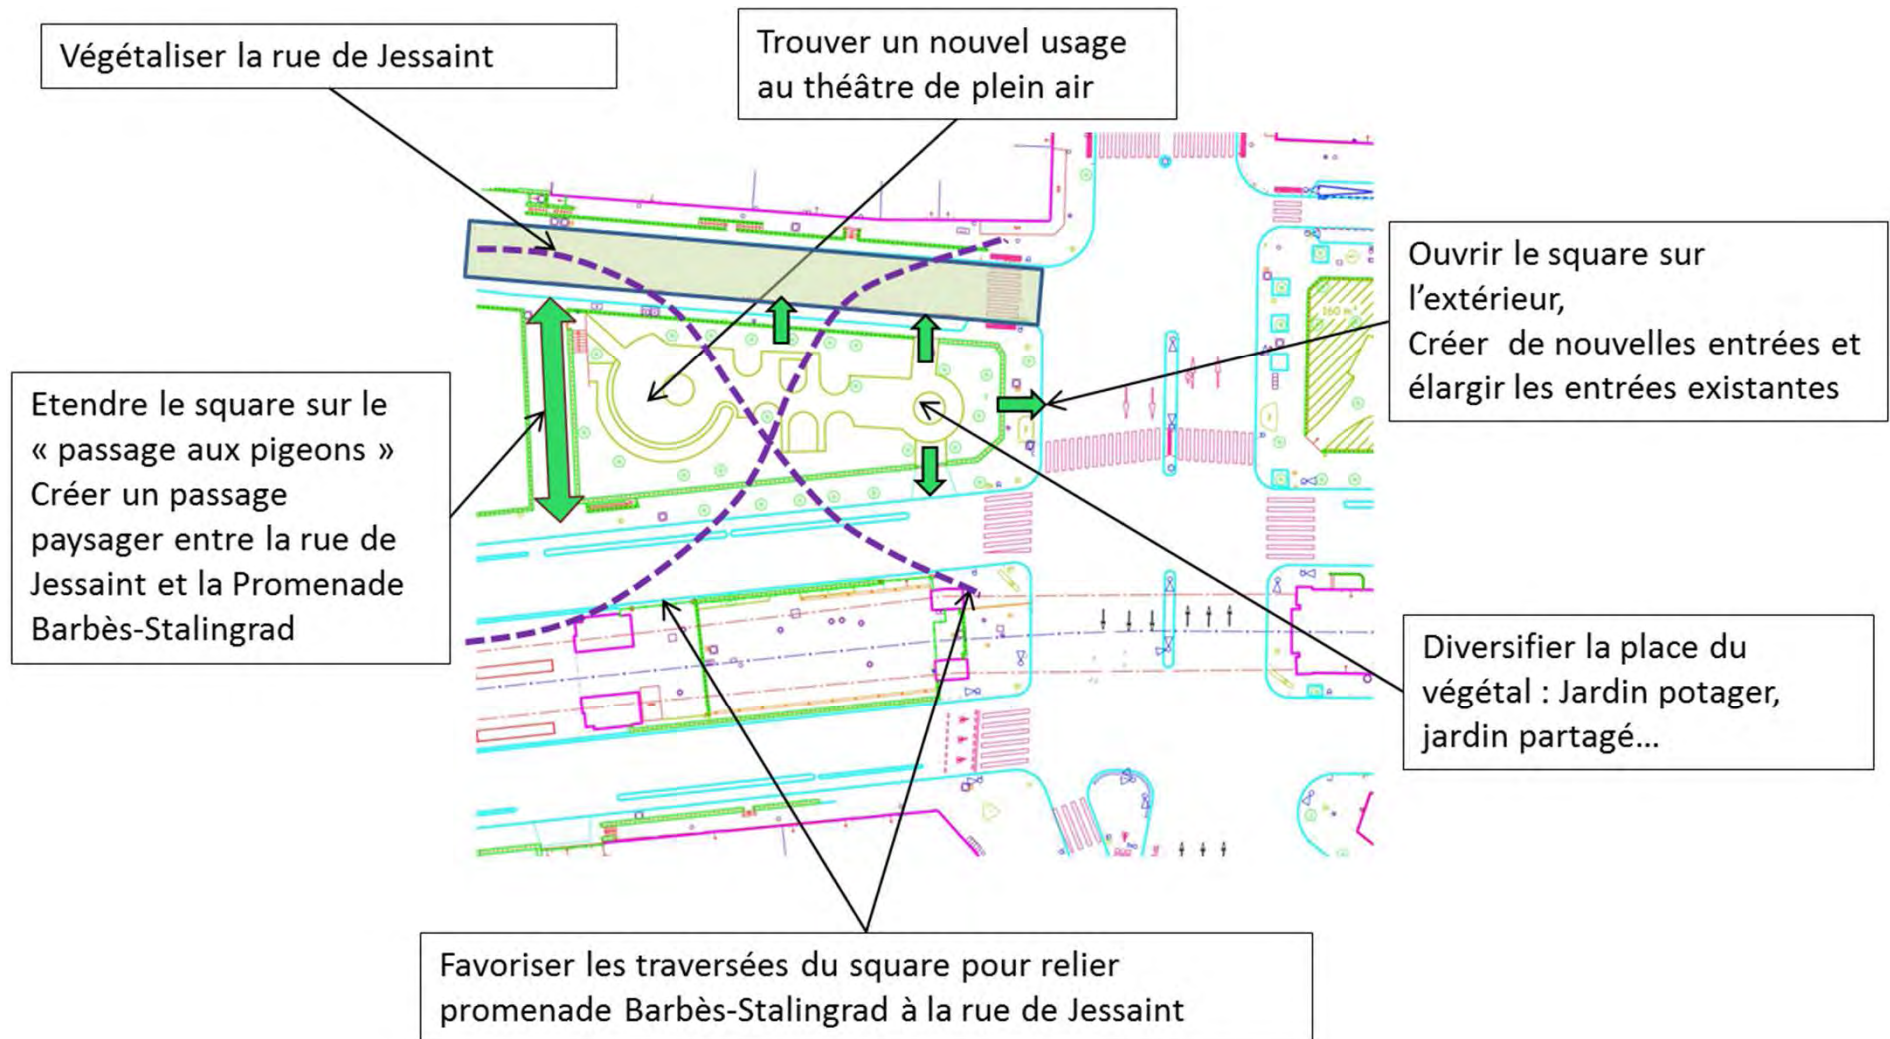 Végétaliser la rue de Jessaint
Trouver un nouvel usage
au théâtre de plein air
Ouvrir le square sur
l'extérieur,
Créer de nouvelles entrées et
élargir les entrées existantes
160 m²
Etendre le square sur le
« passage aux pigeons »
Créer un passage
paysager entre la rue de
Jessaint et la Promenade
Barbès-Stalingrad
Diversifier la place du
végétal : Jardin potager,
jardin partagé...
Favoriser les traversées du square pour relier
promenade Barbès-Stalingrad à la rue de Jessaint